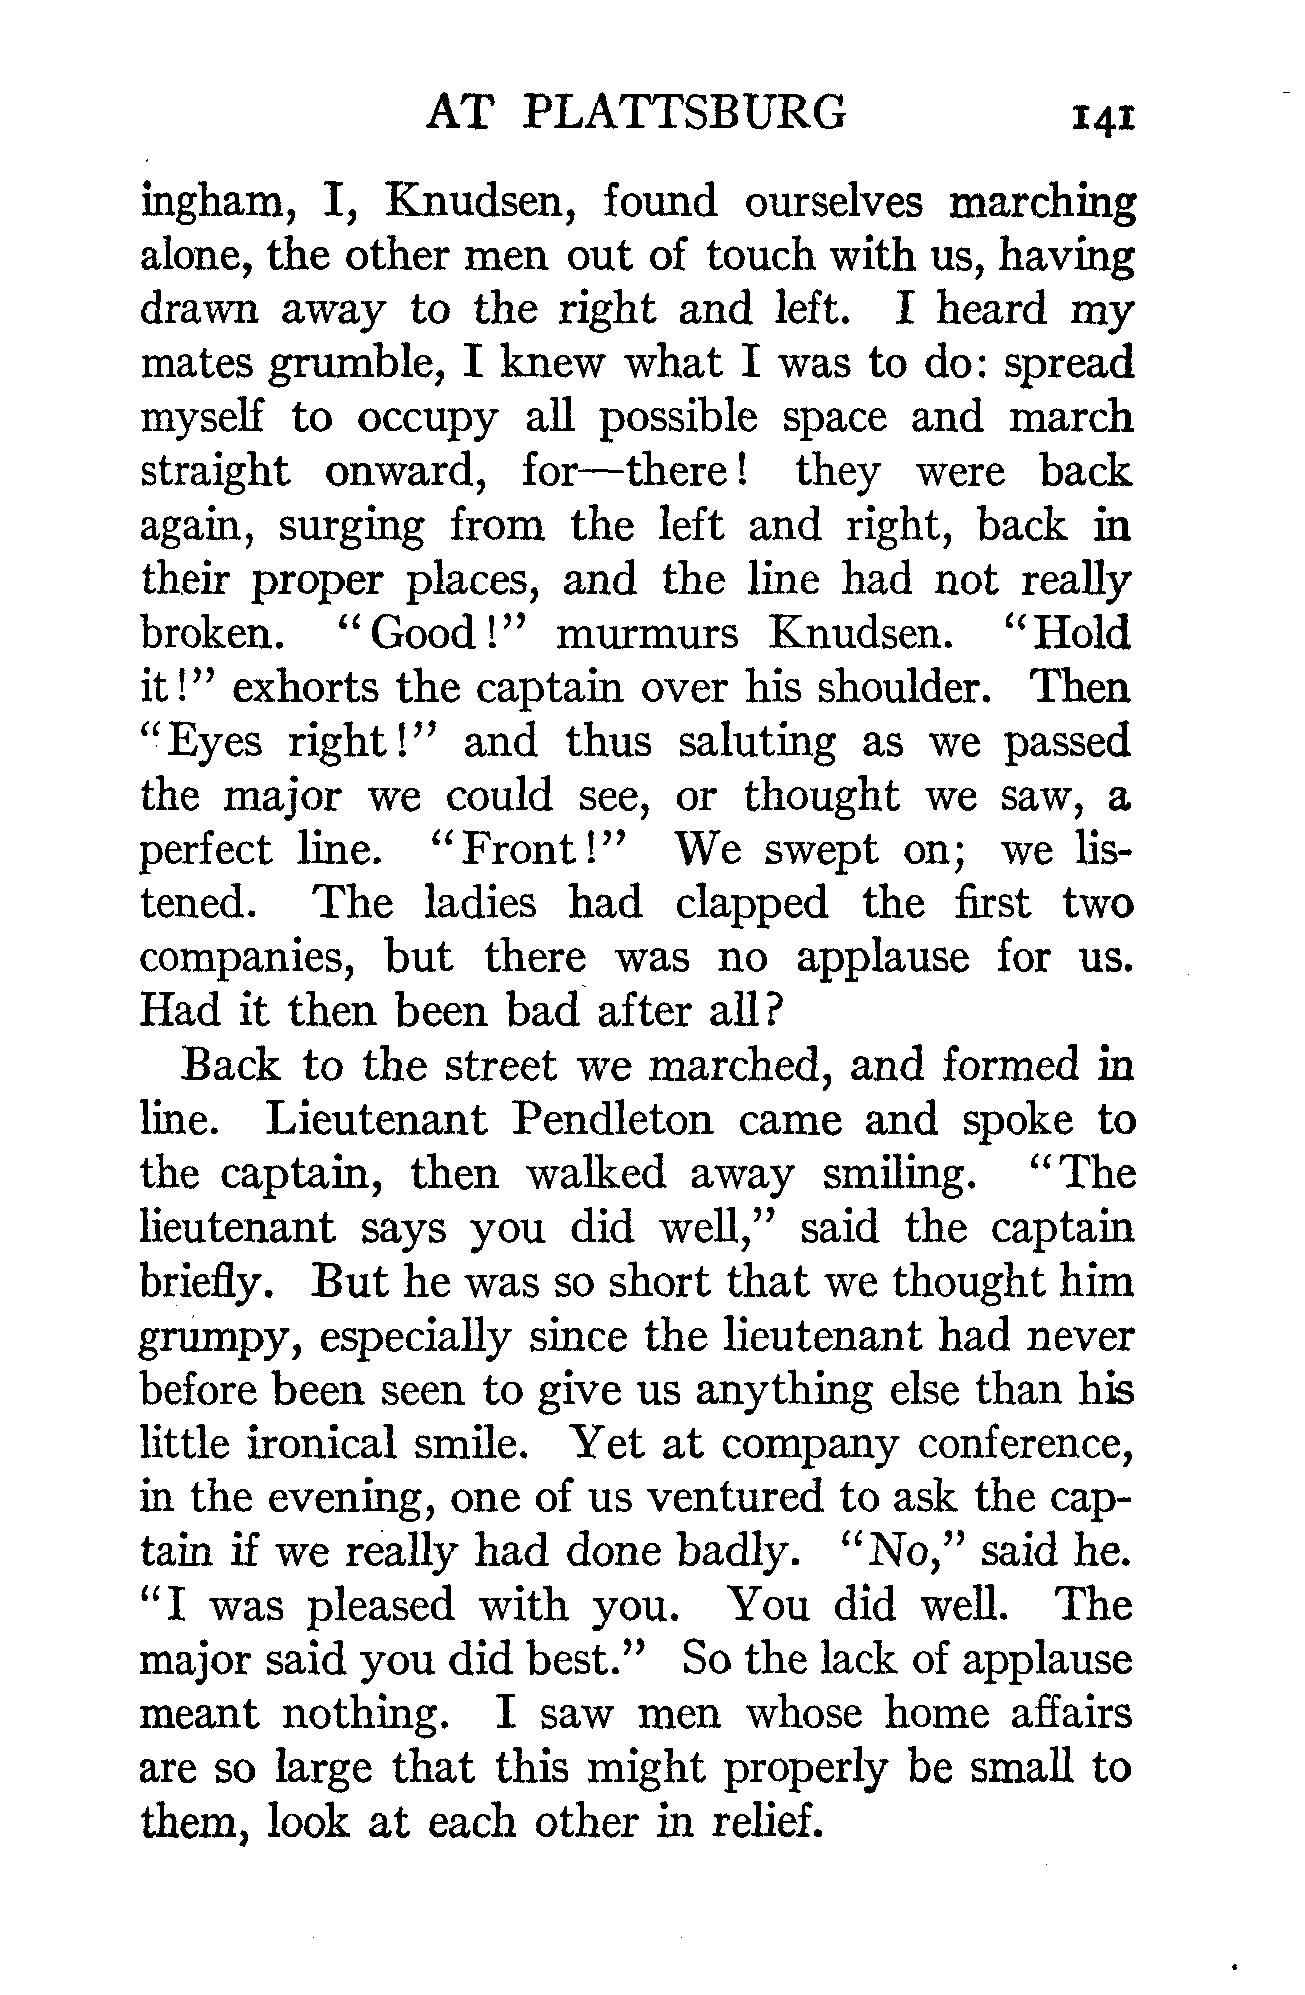 AT PLATTSBURG 141
ingham, I, Knudsen, found ourselves marching
alone, the other men out of touch with us, having
drawn away to the right and left. I heard my
mates grumble, I knew what I was to do: spread
myself to occupy all possible space and march
straight onward, for—there! they were back
again, surging from the left and right, back in
their proper places, and the line had not really
broken. "Good!" murmurs Knudsen. "Hold
it!" exhorts the captain over his shoulder. Then
"Eyes right!" and thus saluting as we passed
the major we could see, or thought we saw, a
perfect line. "Front!" We swept on; we lis-
tened. The ladies had clapped the first two
companies, but there was no applause for us.
Had it then been bad after all?
Back to the street we marched, and formed in
line. Lieutenant Pendleton came and spoke to
the captain, then walked away smiling. "The
lieutenant says you did well," said the captain
briefly. But he was so short that we thought him
grumpy, especially since the lieutenant had never
before been seen to give us anything else than his
little ironical smile. Yet at company conference,
in the evening, one of us ventured to ask the cap-
tain if we really had done badly. "No," said he.
"I was pleased with you. You did well. The
major said you did best." So the lack of applause
meant nothing. I saw men whose home affairs
are so large that this might properly be small to
them, look at each other in relief.